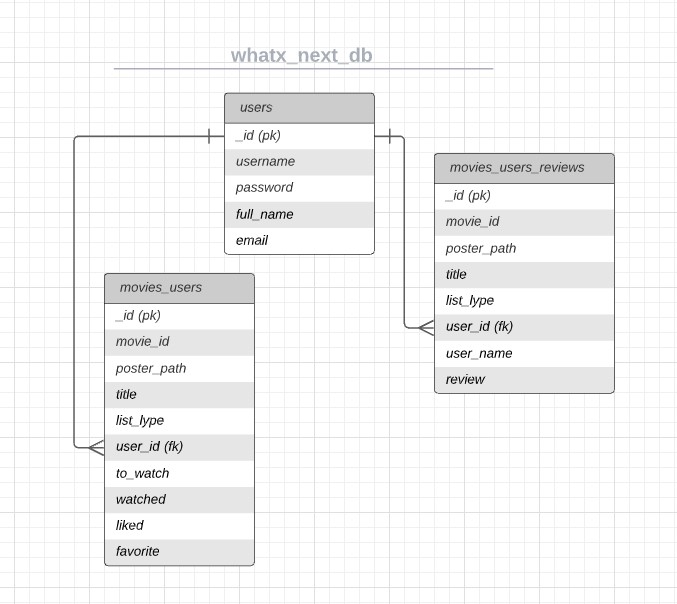 whatx_next_db
users
_id (pk)
username
password
full_name
email
movies_users_reviews
_id (pk)
movie_id
poster_path
title
list_lype
user_id (fk)
user_name
review
movies_users
_id (pk)
movie_id
poster_path
title
list_lype
user_id (fk)
to_watch
watched
liked
favorite